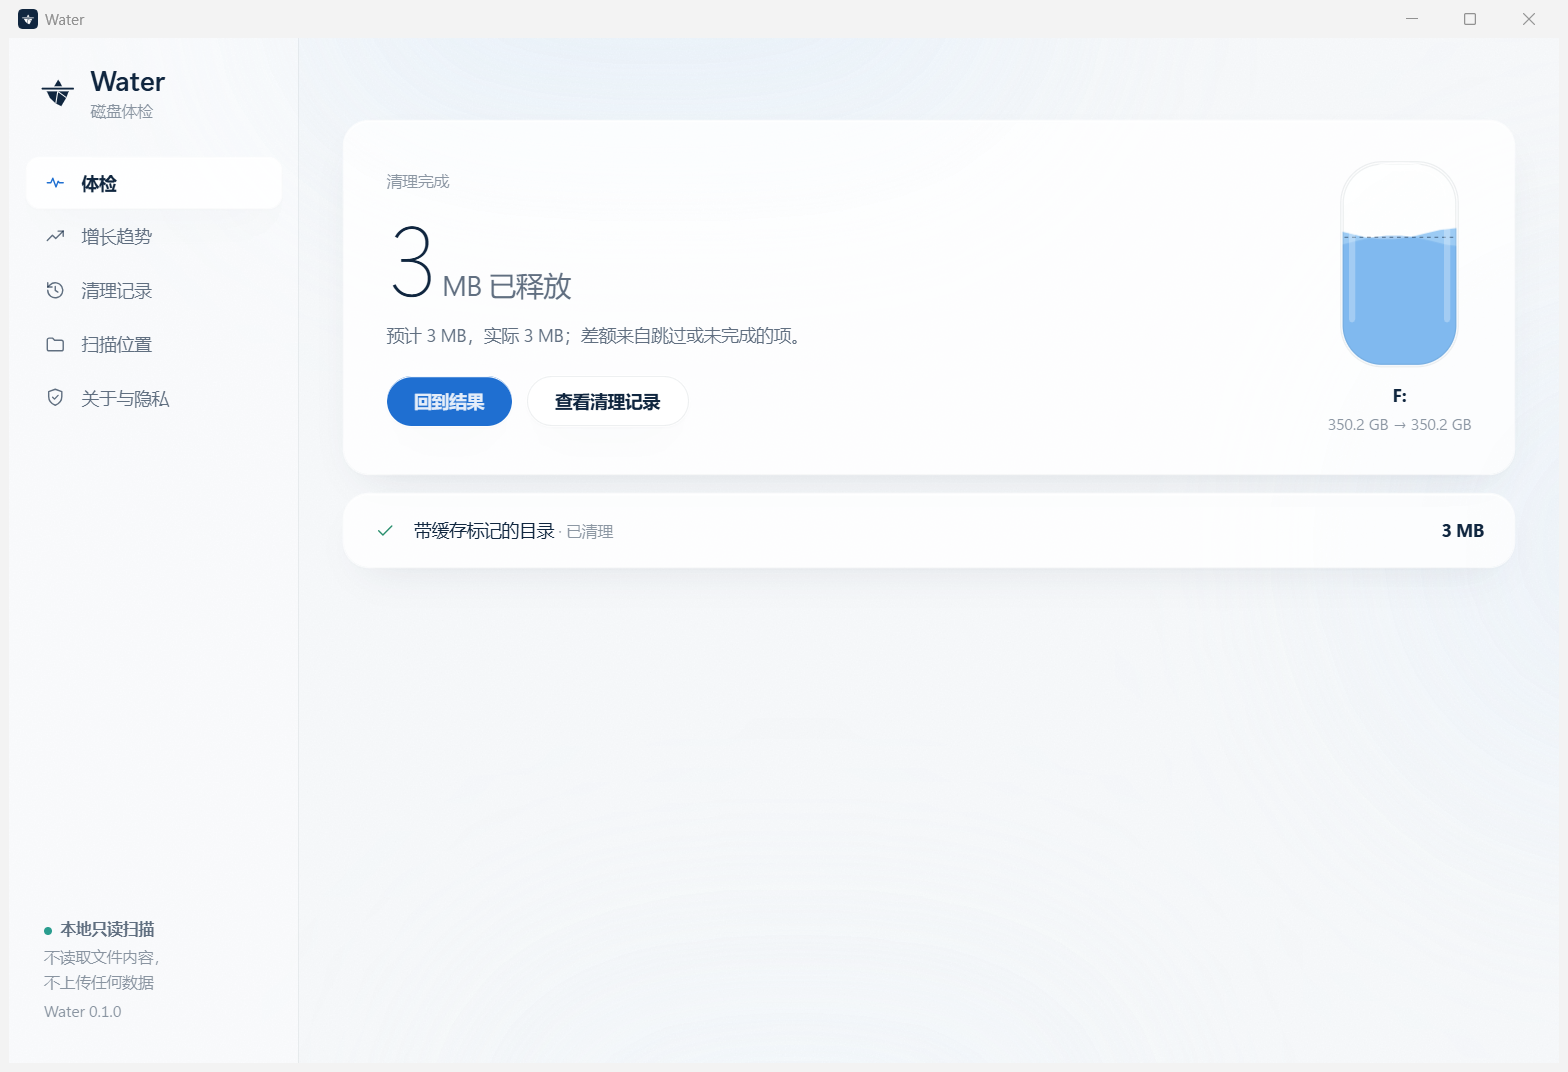 Water
Water
磁盘体检
体检
增长趋势
清理记录
扫描位置
关于与隐私
本地只读扫描
不读取文件内容，
不上传任何数据
Water 0.1.0
清理完成
3 MB 已释放
预计 3 MB，实际 3 MB；差额来自跳过或未完成的项。
回到结果
查看清理记录
F:
350.2 GB → 350.2 GB
带缓存标记的目录 · 已清理
3 MB